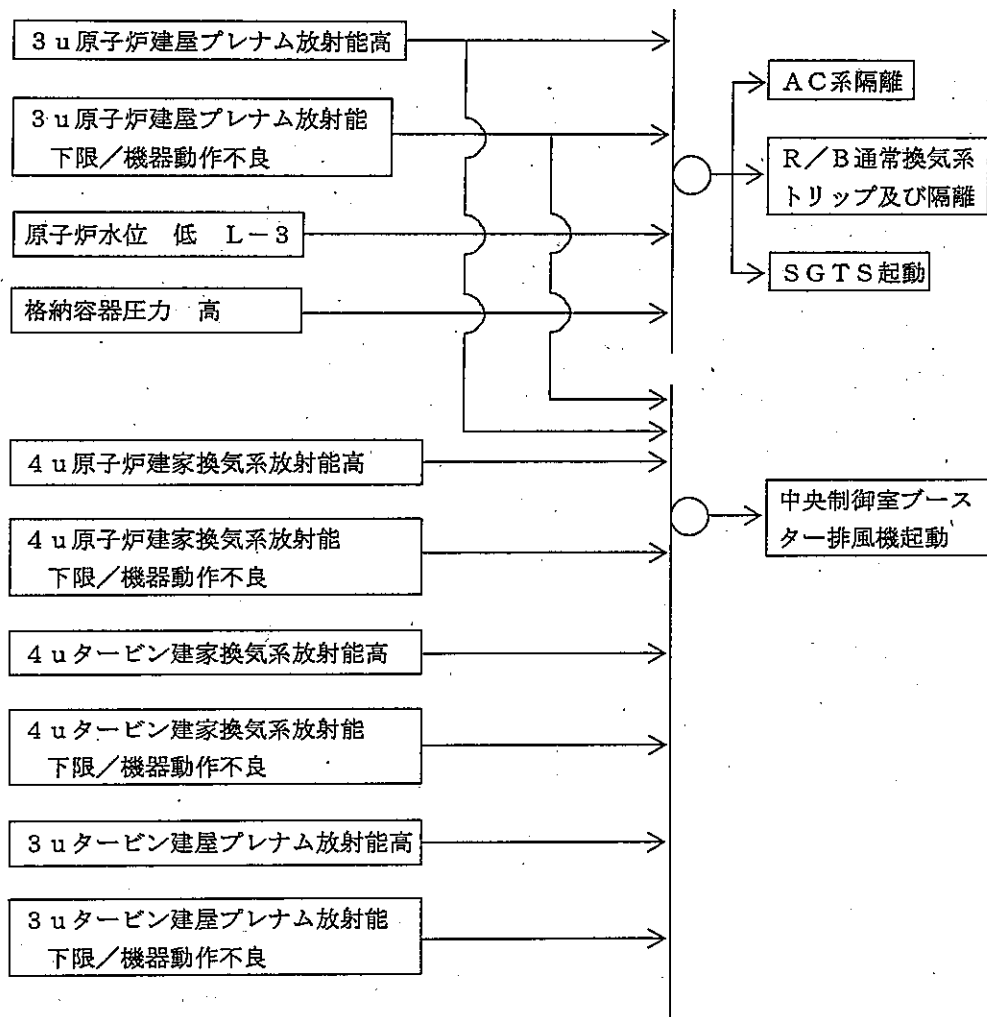 3u原子炉建屋プレナム放射能高
3u原子炉建屋プレナム放射能
下限/機器動作不良
原子炉水位 低 L-3
格納容器圧力 高
AC系隔離
R/B通常換気系
トリップ及び隔離
SGTS起動
4u原子炉建家換気系放射能高
4u原子炉建家換気系放射能
下限/機器動作不良
4uタービン建家換気系放射能高
4uタービン建家換気系放射能
下限/機器動作不良
3uタービン建屋プレナム放射能高
3uタービン建屋プレナム放射能
下限/機器動作不良
中央制御室ブース
ター排風機起動